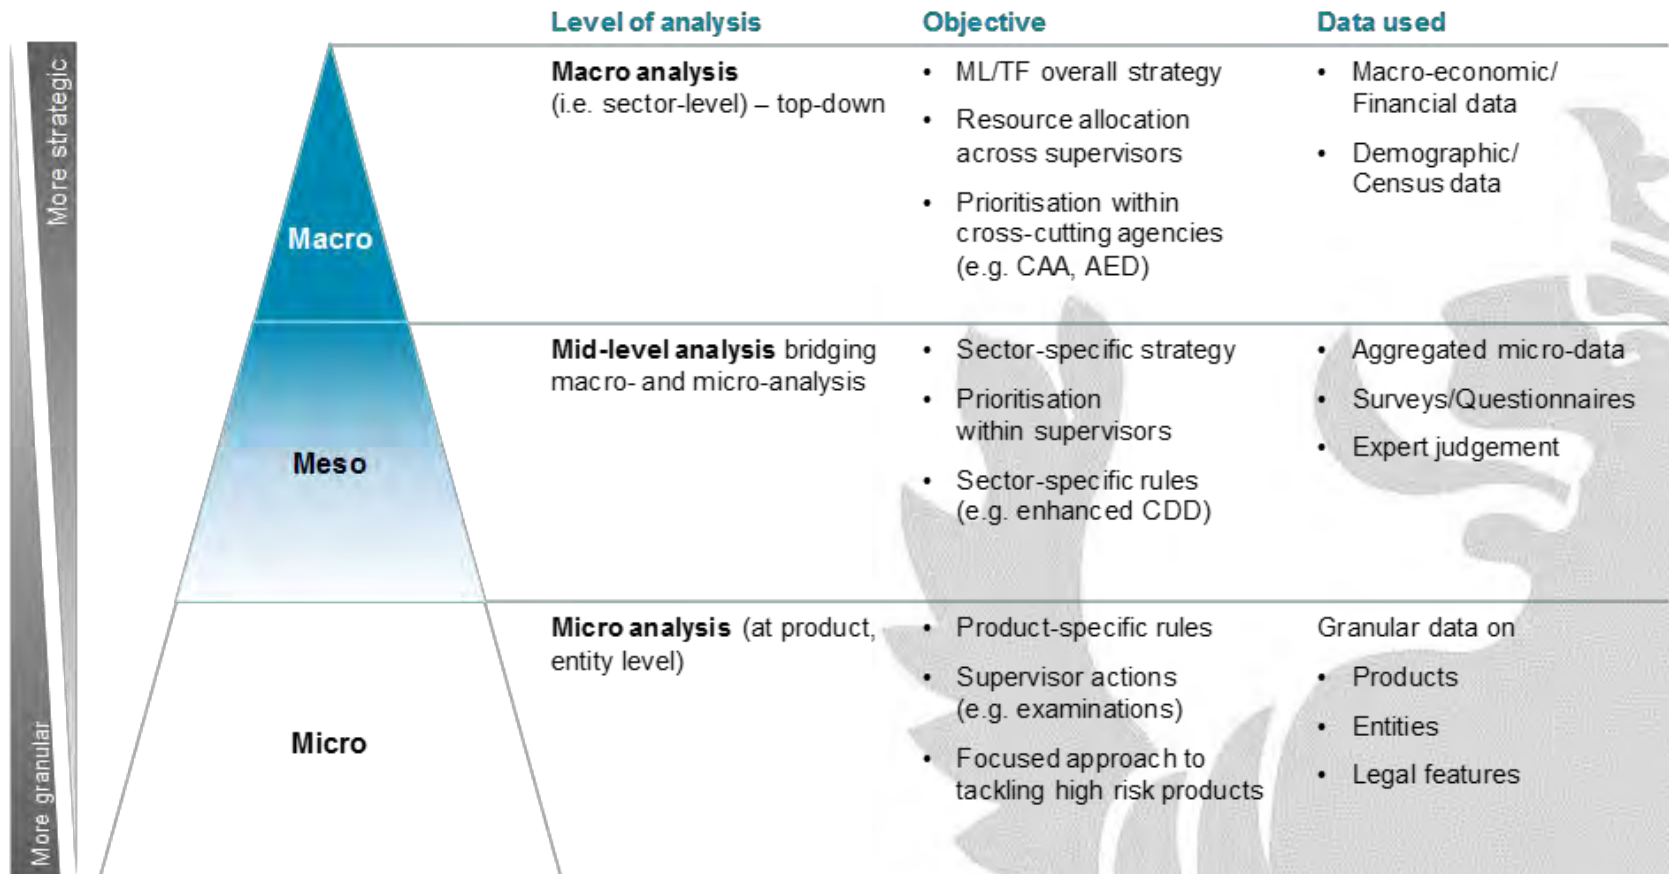 Level of analysis
Objective
Data used
More strategic
More granular
Macro
Macro analysis
(i.e. sector-level) – top-down
• ML/TF overall strategy
• Resource allocation
across supervisors
• Prioritisation within
cross-cutting agencies
(e.g. CAA, AED)
• Macro-economic/
Financial data
• Demographic/
Census data
Meso
Mid-level analysis bridging
macro- and micro-analysis
• Sector-specific strategy
• Prioritisation
within supervisors
• Sector-specific rules
(e.g. enhanced CDD)
• Aggregated micro-data
• Surveys/Questionnaires
• Expert judgement
Micro
Micro analysis (at product,
entity level)
• Product-specific rules
• Supervisor actions
(e.g. examinations)
• Focused approach to
tackling high risk products
Granular data on
• Products
• Entities
• Legal features